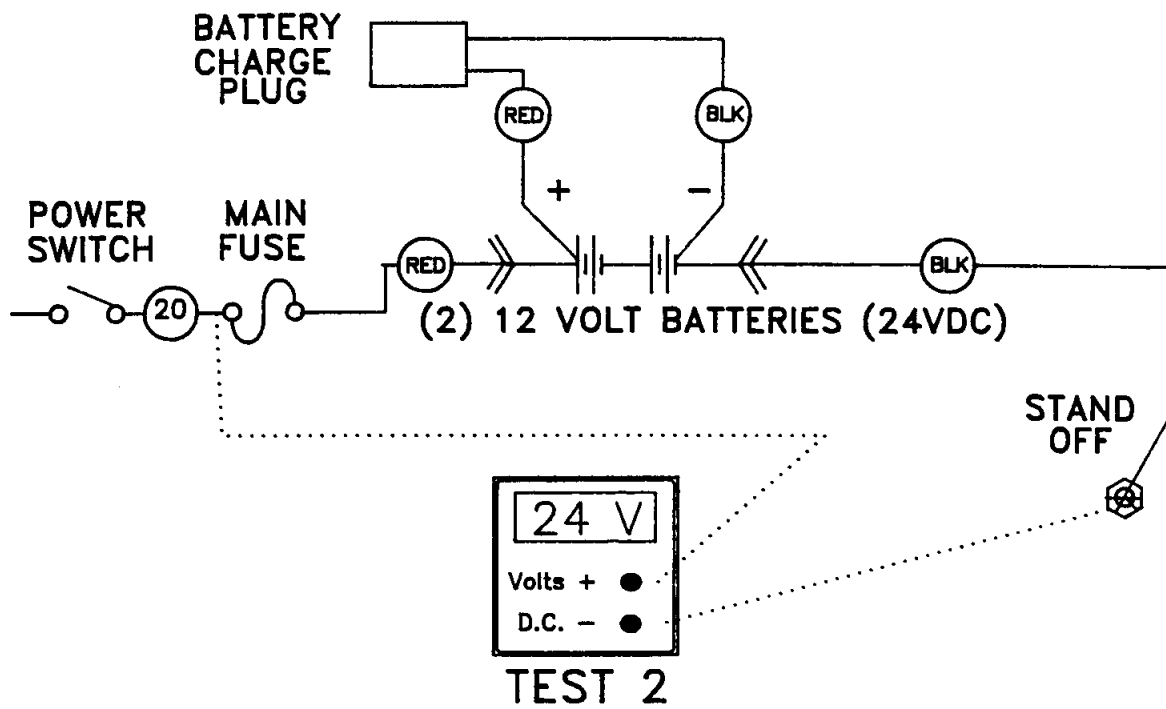 BATTERY
CHARGE
PLUG
RED
BLK
+
-
POWER
SWITCH
MAIN
FUSE
RED
BLK
20
(2) 12 VOLT BATTERIES (24VDC)
STAND
OFF
24 V
Volts +
D.C. -
TEST 2